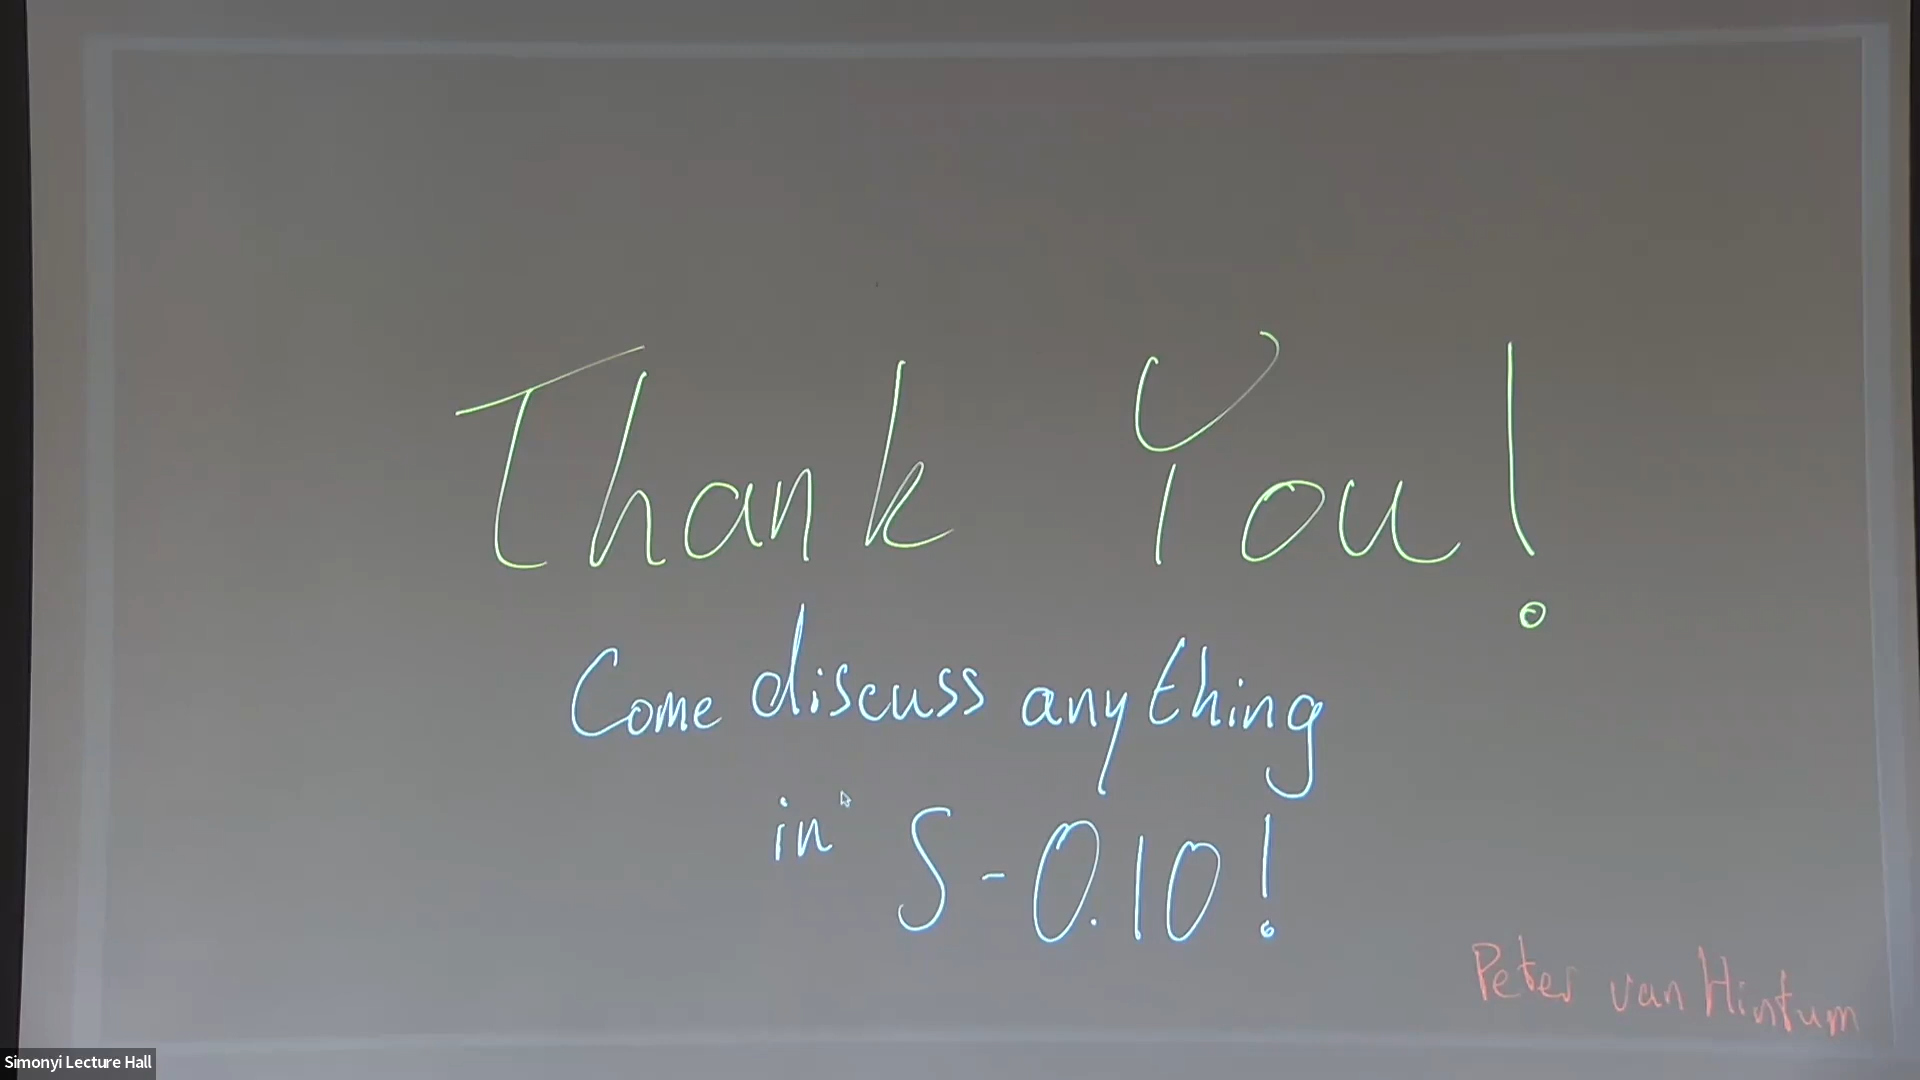 Thank You!
Come discuss anything
in S-0.10!
Peter van Hintum
Simonyi Lecture Hall